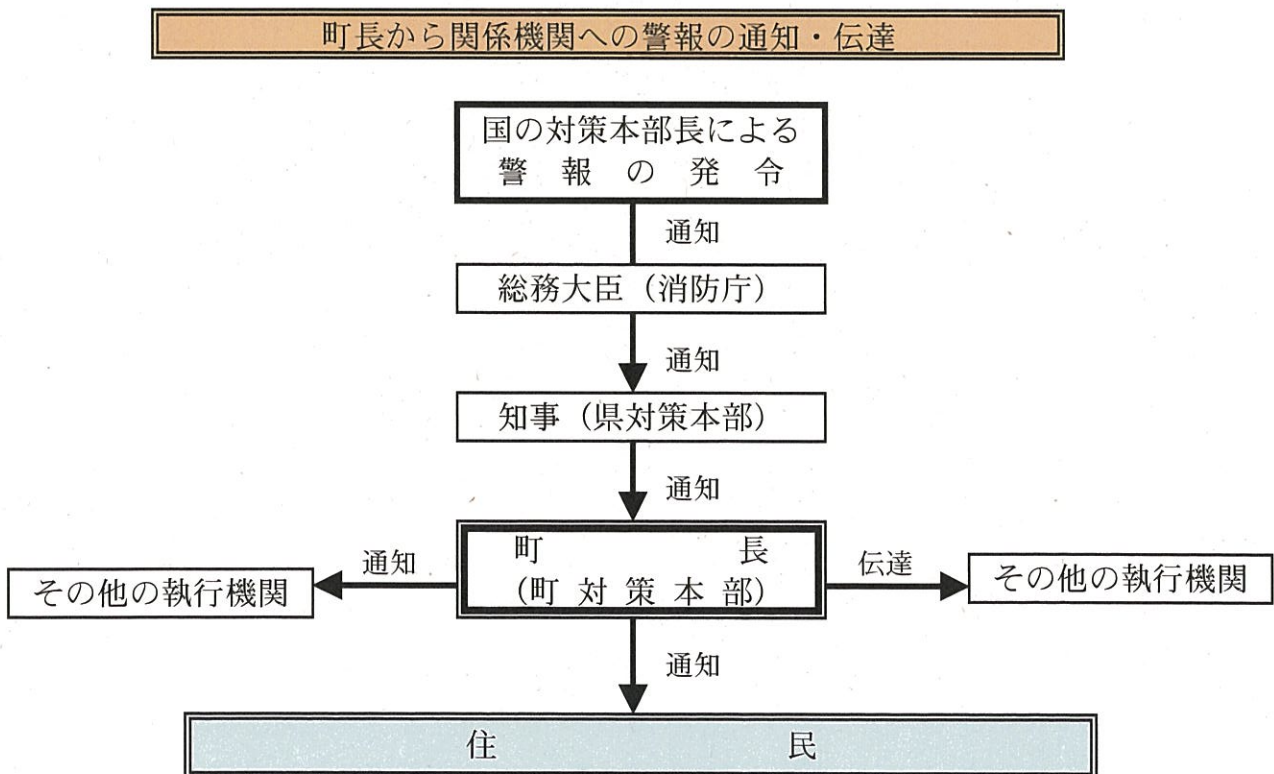 町長から関係機関への警報の通知・伝達
国の対策本部長による
警報の発令
通知
総務大臣（消防庁）
通知
知事（県対策本部）
通知
町長
(町対策本部)
通知
その他の執行機関
伝達
その他の執行機関
通知
住民